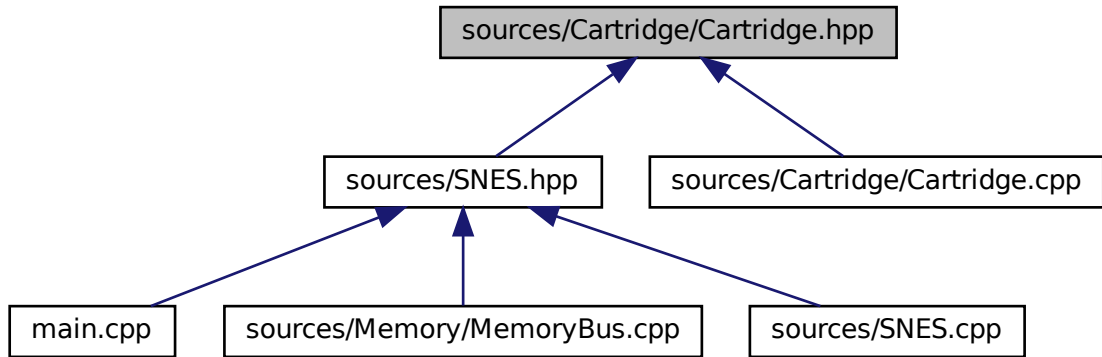 sources/Cartridge/Cartridge.hpp
sources/SNES.hpp
sources/Cartridge/Cartridge.cpp
main.cpp
sources/Memory/MemoryBus.cpp
sources/SNES.cpp